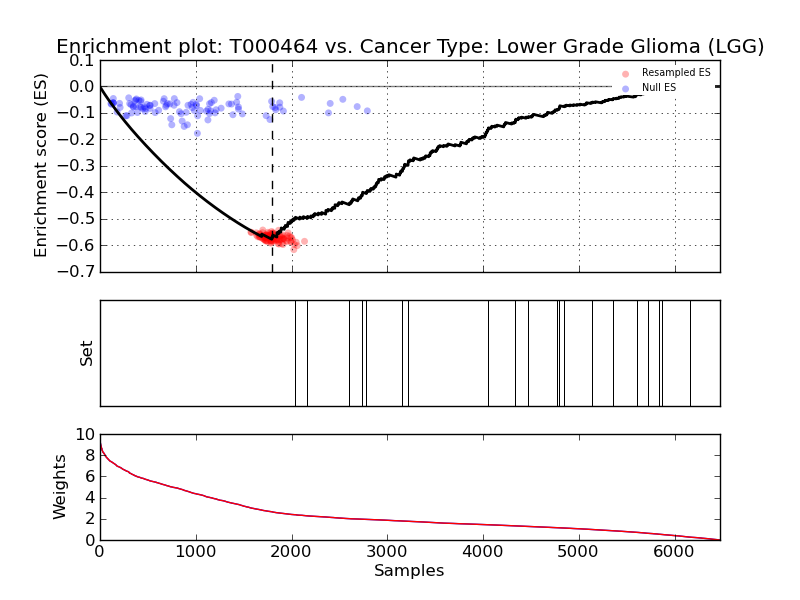 Enrichment plot: T000464 vs. Cancer Type: Lower Grade Glioma (LGG)
0.1
0.0
−0.1
−0.2
−0.3
−0.4
−0.5
−0.6
−0.7
Enrichment score (ES)
Resampled ES
Null ES
Set
10
8
6
4
2
0
Weights
0 1000 2000 3000 4000 5000 6000
Samples